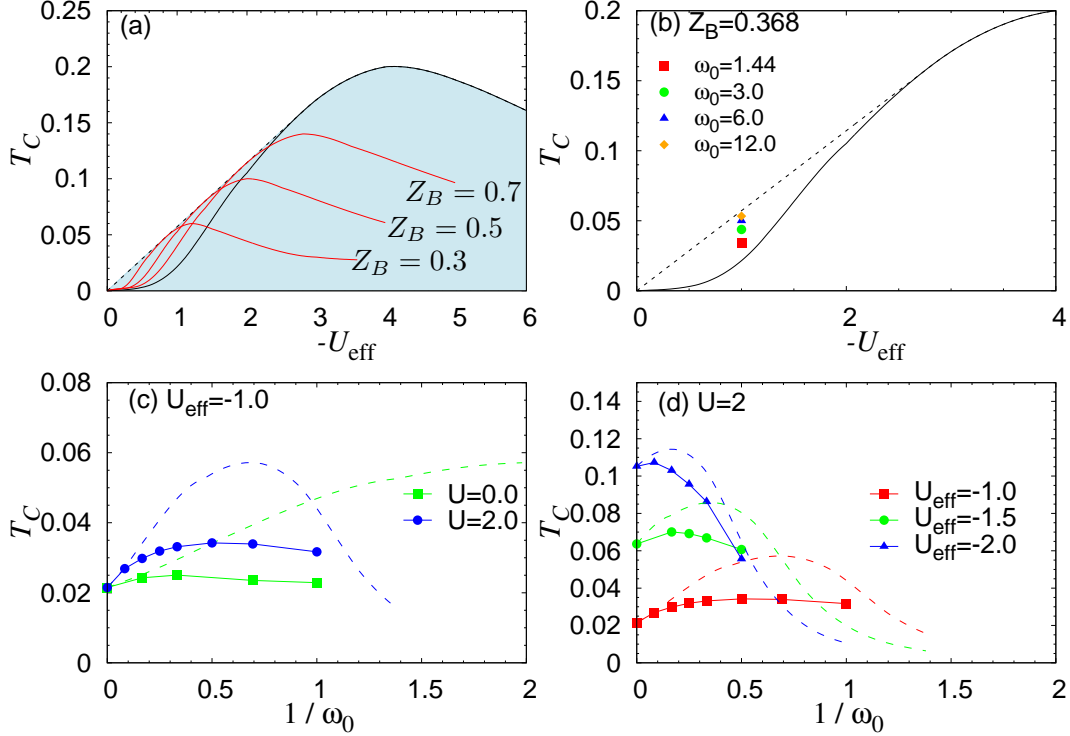 (a)
T_C
0.25
0.2
0.15
0.1
0.05
0
Z_B = 0.7
Z_B = 0.5
Z_B = 0.3
0 1 2 3 4 5 6
-U_eff
(b) Z_B=0.368
T_C
0.2
0.15
0.1
0.05
0
ω_0=1.44
ω_0=3.0
ω_0=6.0
ω_0=12.0
0 2 4
-U_eff
(c) U_eff=-1.0
T_C
0.08
0.06
0.04
0.02
0
U=0.0
U=2.0
0 0.5 1 1.5 2
1 / ω_0
(d) U=2
T_C
0.14
0.12
0.1
0.08
0.06
0.04
0.02
0
U_eff=-1.0
U_eff=-1.5
U_eff=-2.0
0 0.5 1 1.5 2
1 / ω_0